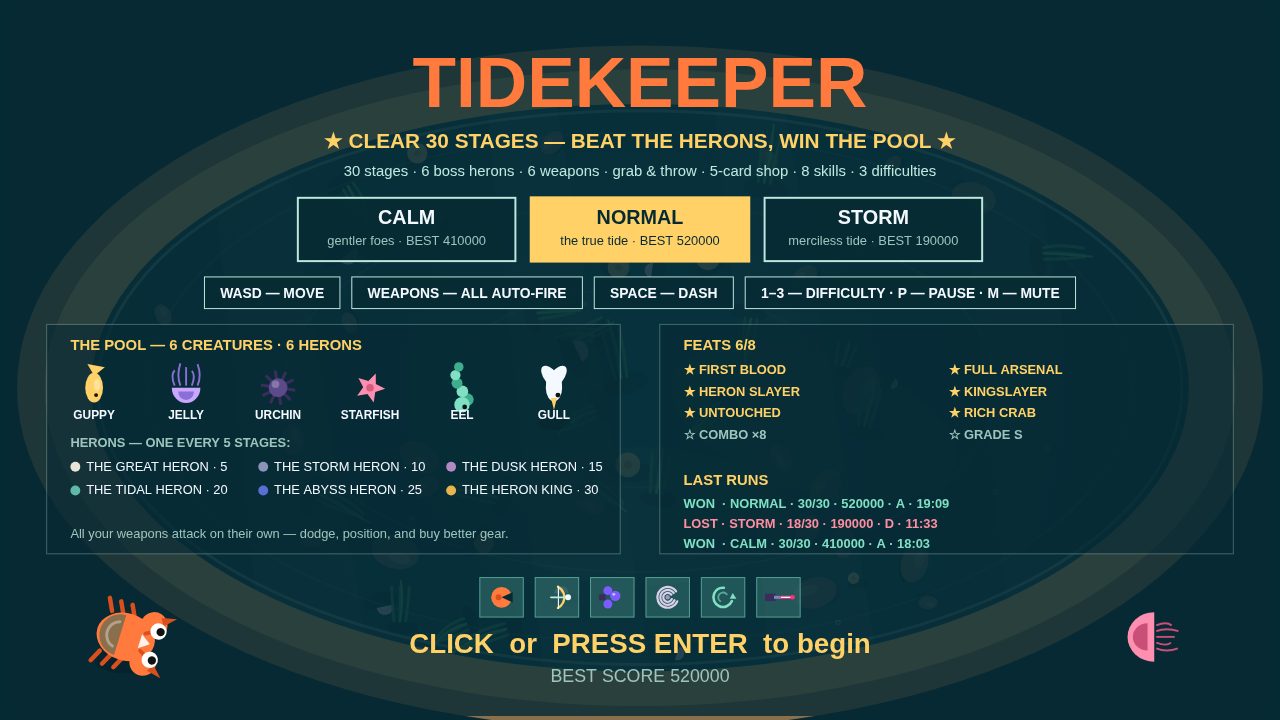 TIDEKEEPER
★ CLEAR 30 STAGES — BEAT THE HERONS, WIN THE POOL ★
30 stages · 6 boss herons · 6 weapons · grab & throw · 5-card shop · 8 skills · 3 difficulties
CALM
gentler foes · BEST 410000
NORMAL
the true tide · BEST 520000
STORM
merciless tide · BEST 190000
WASD — MOVE
WEAPONS — ALL AUTO-FIRE
SPACE — DASH
1–3 — DIFFICULTY · P — PAUSE · M — MUTE
THE POOL — 6 CREATURES · 6 HERONS
GUPPY
JELLY
URCHIN
STARFISH
EEL
GULL
HERONS — ONE EVERY 5 STAGES:
THE GREAT HERON · 5
THE STORM HERON · 10
THE DUSK HERON · 15
THE TIDAL HERON · 20
THE ABYSS HERON · 25
THE HERON KING · 30
All your weapons attack on their own — dodge, position, and buy better gear.
FEATS 6/8
★ FIRST BLOOD
★ FULL ARSENAL
★ HERON SLAYER
★ KINGSLAYER
★ UNTOUCHED
★ RICH CRAB
☆ COMBO ×8
☆ GRADE S
LAST RUNS
WON · NORMAL · 30/30 · 520000 · A · 19:09
LOST · STORM · 18/30 · 190000 · D · 11:33
WON · CALM · 30/30 · 410000 · A · 18:03
CLICK or PRESS ENTER to begin
BEST SCORE 520000